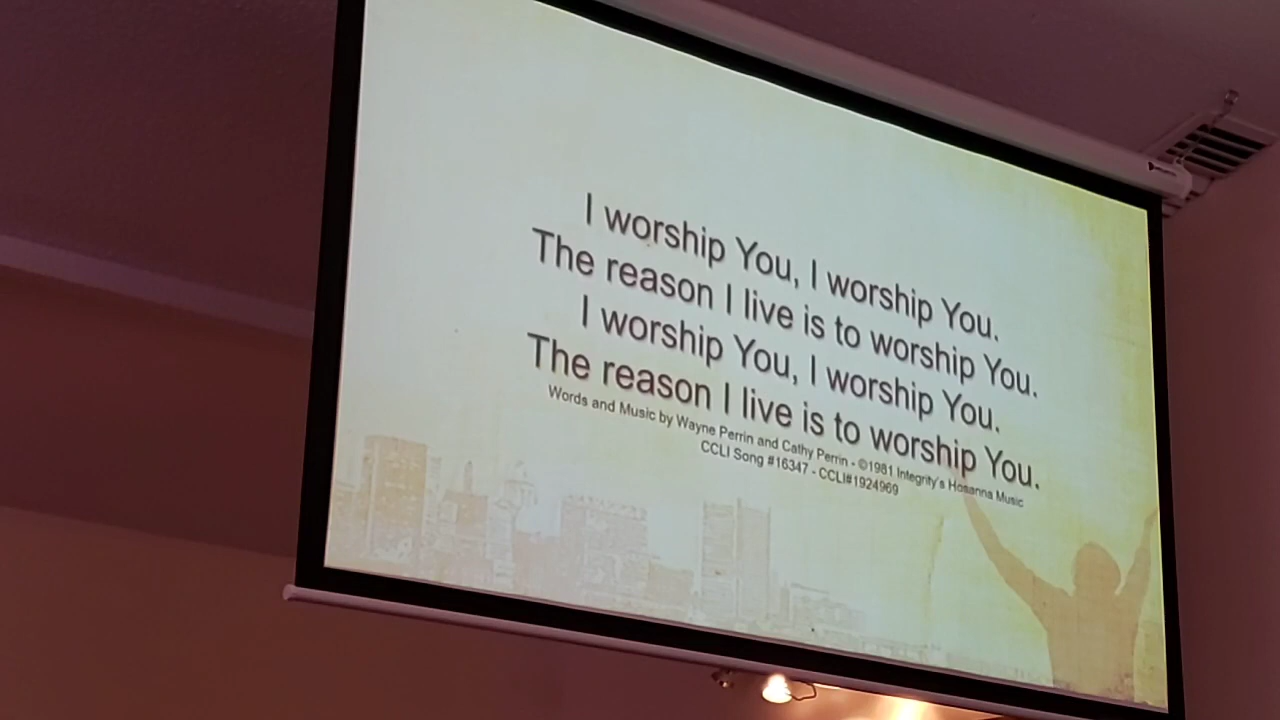 I worship You, I worship You.
The reason I live is to worship You.
I worship You, I worship You.
The reason I live is to worship You.
Words and Music by Wayne Perrin and Cathy Perrin - ©1981 Integrity's Hosanna Music
CCLI Song #16347 - CCLI#1924969